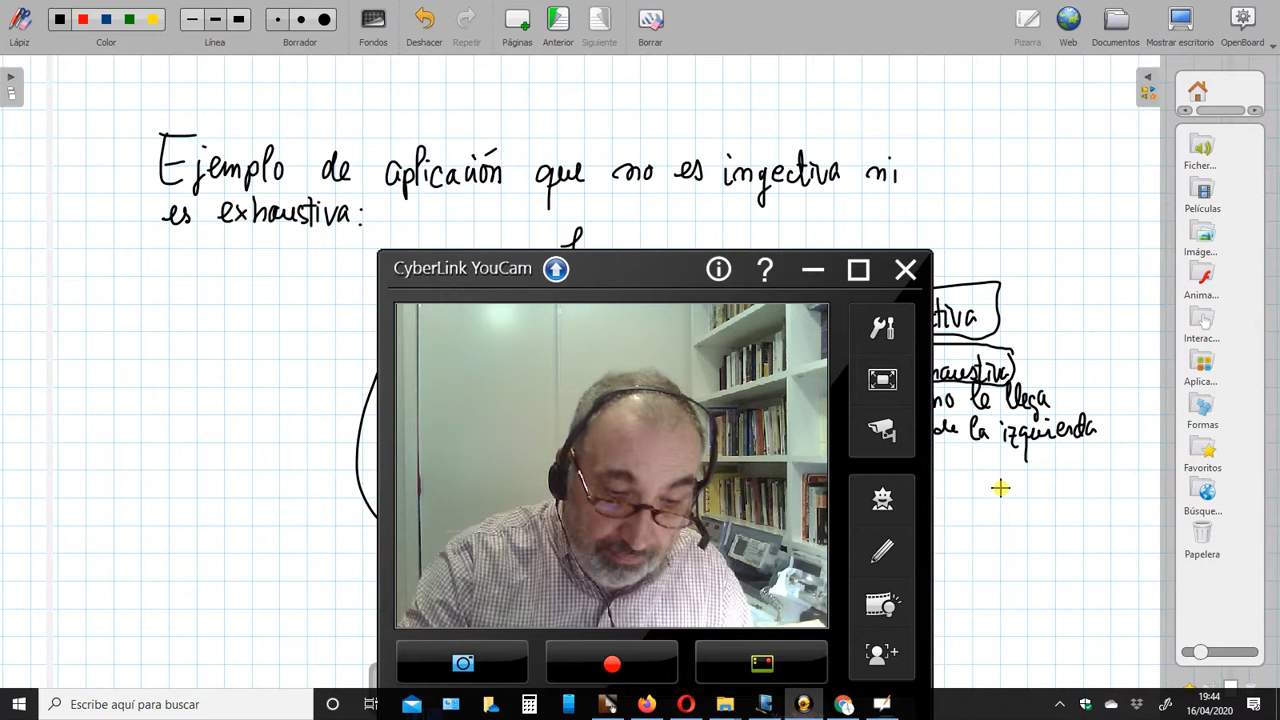 Lápiz
Color
Línea
Borrador
Fondos
Deshacer
Repetir
Páginas
Anterior
Siguiente
Borrar
Pizarra
Web
Documentos
Mostrar escritorio
OpenBoard
Ejemplo de aplicación que no es ingectiva ni
es exhaustiva:
f
CyberLink YouCam
ctiva
haustiva)
no le llega
de la izquierda
Ficher...
Películas
Imáge...
Anima...
Interac...
Aplica...
Formas
Favoritos
Búsque...
Papelera
Escribe aquí para buscar
19:44
16/04/2020